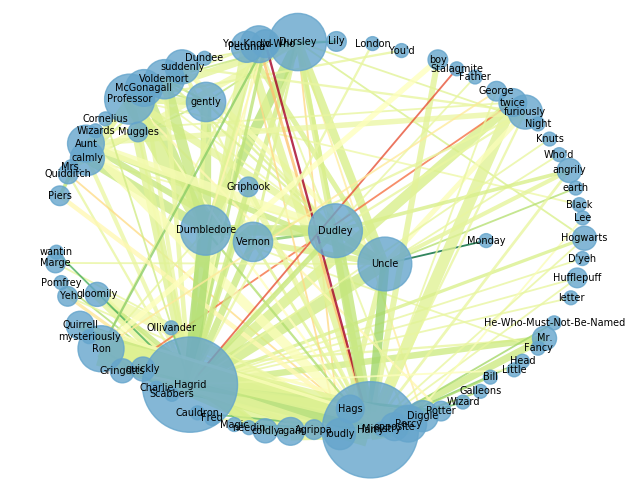 Dursley
Lily
London
You'd
You-Know-Who
Petunia
Dundee
suddenly
Voldemort
McGonagall
Professor
gently
Cornelius
Wizards
Muggles
Aunt
calmly
Mrs.
Quidditch
Piers
boy
Stalagmite
Father
George
twice
furiously
Night
Knuts
Who'd
angrily
earth
Black
Lee
Hogwarts
D'yeh
Hufflepuff
letter
He-Who-Must-Not-Be-Named
Mr.
Fancy
Head
Little
Bill
Galleons
Wizard
Potter
Diggle
Percy
Harry
Hags
loudly
Agrippa
again
coldly
needin
Magic
Fred
Cauldron
Scabbers
Charlie
Hagrid
quickly
Gringotts
Ron
mysteriously
Quirrell
Ollivander
gloomily
Yeh
Pomfrey
Marge
wantin
Griphook
Dumbledore
Vernon
Dudley
Uncle
Monday